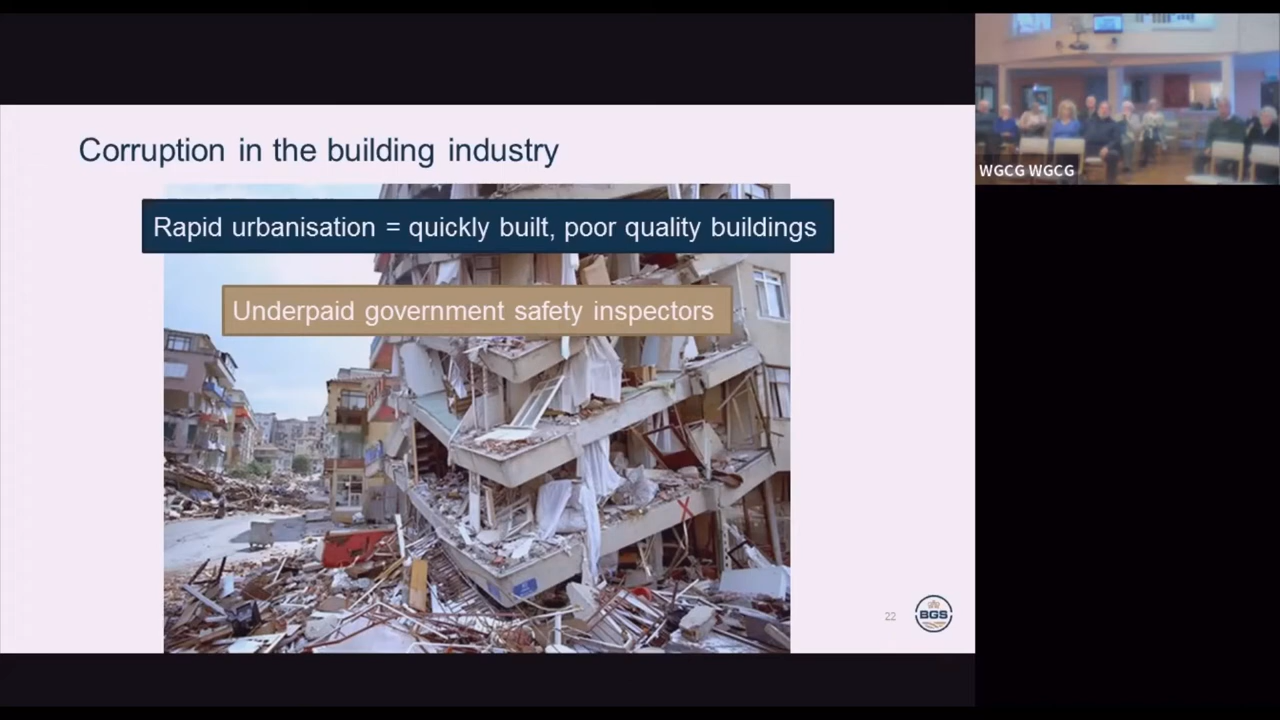 Corruption in the building industry
Rapid urbanisation = quickly built, poor quality buildings
Underpaid government safety inspectors
22
BGS
WGCG WGCG